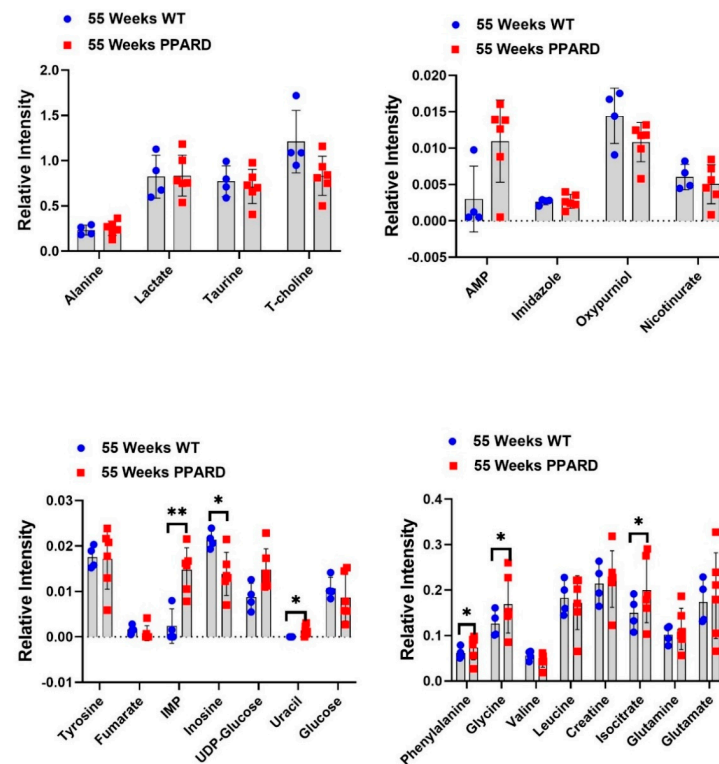 55 Weeks WT
55 Weeks PPARD
Relative Intensity
1.5
2.0
1.0
0.5
0.0
Alanine
Lactate
Taurine
T-choline
55 Weeks WT
55 Weeks PPARD
Relative Intensity
0.020
0.015
0.010
0.005
0.000
-0.005
AMP
Imidazole
Oxypurniol
Nicotinurate
55 Weeks WT
55 Weeks PPARD
Relative Intensity
0.03
0.02
0.01
0.00
-0.01
**
*
*
Tyrosine
Fumarate
IMP
Inosine
UDP-Glucose
Uracil
Glucose
55 Weeks WT
55 Weeks PPARD
Relative Intensity
0.4
0.3
0.2
0.1
0.0
*
*
*
Phenylalanine
Glycine
Valine
Leucine
Creatine
Isocitrate
Glutamine
Glutamate